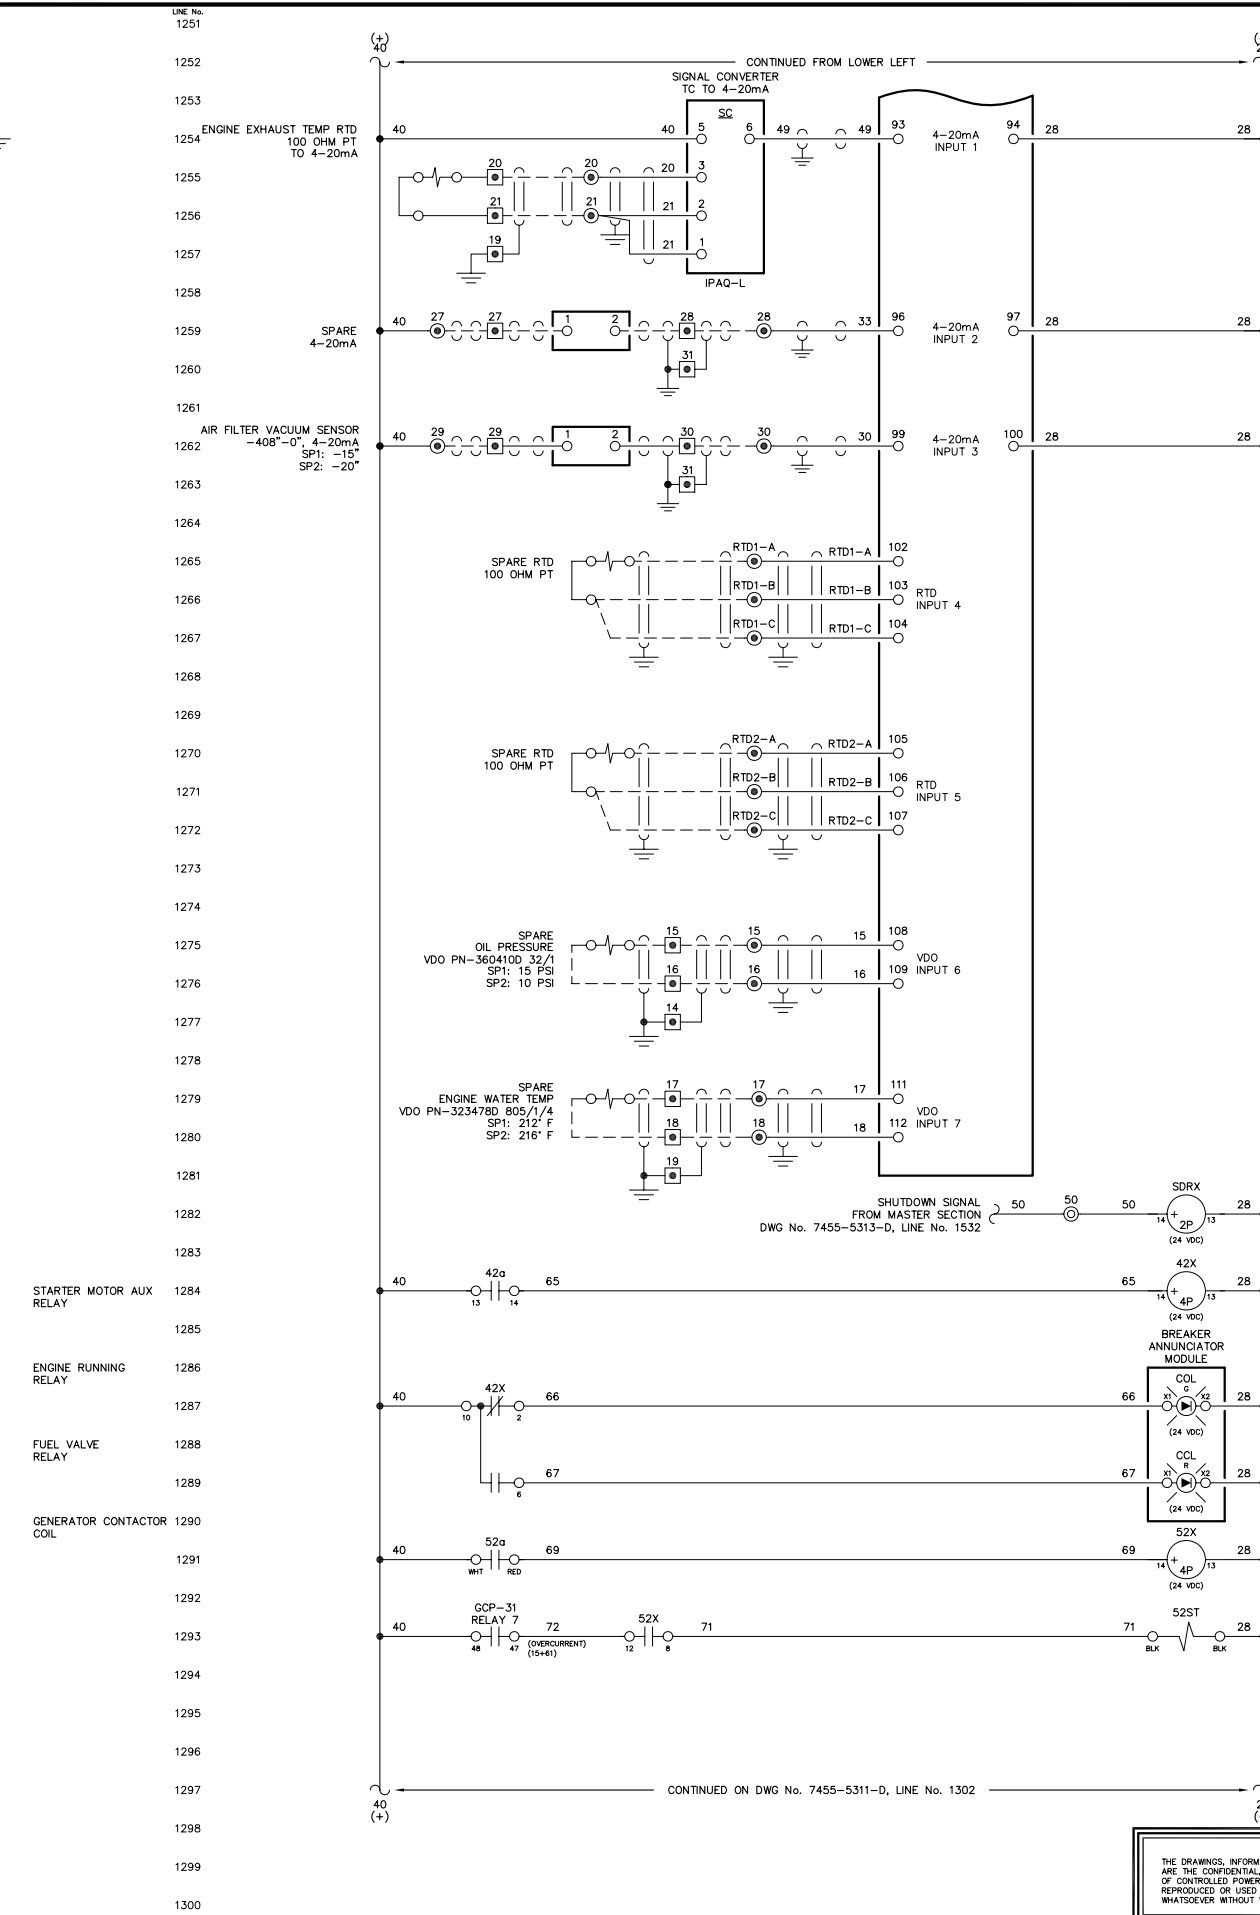 LINE No.
1251
(+)
40
1252
CONTINUED FROM LOWER LEFT
SIGNAL CONVERTER
TC TO 4-20mA
1253
SC
ENGINE EXHAUST TEMP RTD
100 OHM PT
TO 4-20mA
1254
40 40 5 6 49 49 93 4-20mA INPUT 1 94 28 28
1255
20 20 20 3
1256
21 21 21 2
1257
19 21 1
IPAQ-L
1258
1259
SPARE
4-20mA
40 27 27 1 2 28 28 33 96 4-20mA INPUT 2 97 28 28
1260
31
1261
AIR FILTER VACUUM SENSOR
-408"-0", 4-20mA
SP1: -15"
SP2: -20"
1262
40 29 29 1 2 30 30 30 99 4-20mA INPUT 3 100 28 28
1263
31
1264
1265
SPARE RTD
100 OHM PT
RTD1-A RTD1-A 102
1266
RTD1-B RTD1-B 103
RTD
INPUT 4
1267
RTD1-C RTD1-C 104
1268
1269
1270
SPARE RTD
100 OHM PT
RTD2-A RTD2-A 105
1271
RTD2-B RTD2-B 106
RTD
INPUT 5
1272
RTD2-C RTD2-C 107
1273
1274
1275
SPARE
OIL PRESSURE
VDO PN-360410D 32/1
SP1: 15 PSI
SP2: 10 PSI
15 15 15 108
VDO
INPUT 6
1276
16 16 16 109
1277
14
1278
1279
SPARE
ENGINE WATER TEMP
VDO PN-323478D 805/1/4
SP1: 212° F
SP2: 216° F
17 17 17 111
VDO
INPUT 7
1280
18 18 18 112
1281
19
1282
SHUTDOWN SIGNAL
FROM MASTER SECTION
DWG No. 7455-5313-D, LINE No. 1532
50 50 50
SDRX
14 + 2P 13 28
(24 VDC)
1283
STARTER MOTOR AUX
RELAY
1284
40 42a 13 14 65 65
42X
14 + 4P 13 28
(24 VDC)
1285
BREAKER
ANNUNCIATOR
MODULE
ENGINE RUNNING
RELAY
1286
1287
40 10 42X 2 66 66
COL
G
X1 X2 28
(24 VDC)
FUEL VALVE
RELAY
1288
1289
6 67 67
CCL
R
X1 X2 28
(24 VDC)
GENERATOR CONTACTOR
COIL
1290
1291
40 52a WHT RED 69 69
52X
14 + 4P 13 28
(24 VDC)
1292
1293
40
GCP-31
RELAY 7
48 47 72
(OVERCURRENT)
(15+61)
52X
12 8 71 71
52ST
BLK BLK 28
1294
1295
1296
1297
CONTINUED ON DWG No. 7455-5311-D, LINE No. 1302
40
(+)
1298
1299
1300
THE DRAWINGS, INFORM
ARE THE CONFIDENTIAL,
OF CONTROLLED POWER
REPRODUCED OR USED
WHATSOEVER WITHOUT